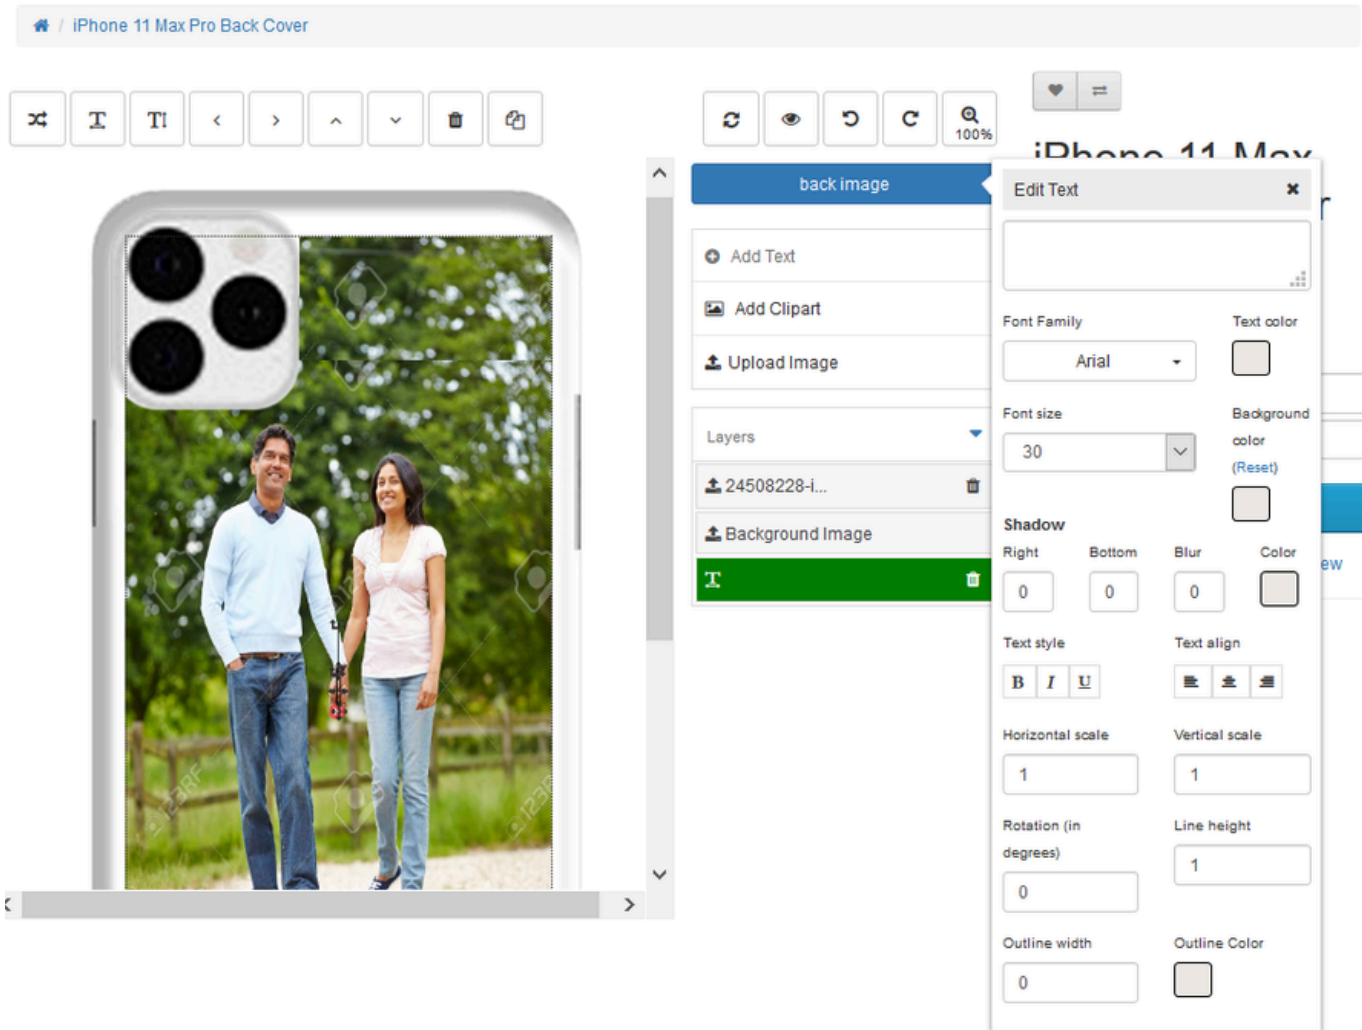 / iPhone 11 Max Pro Back Cover
100%
iPhone 11 Max
r
back image
Edit Text
Add Text
Add Clipart
Upload Image
Font Family
Text color
Arial
Font size
Background
color
(Reset)
30
Layers
24508228-i...
Background Image
T
Shadow
Right Bottom Blur Color
0 0 0
ew
Text style
Text align
B I U
Horizontal scale
Vertical scale
1
1
Rotation (in
degrees)
Line height
0
1
Outline width
Outline Color
0
123RF